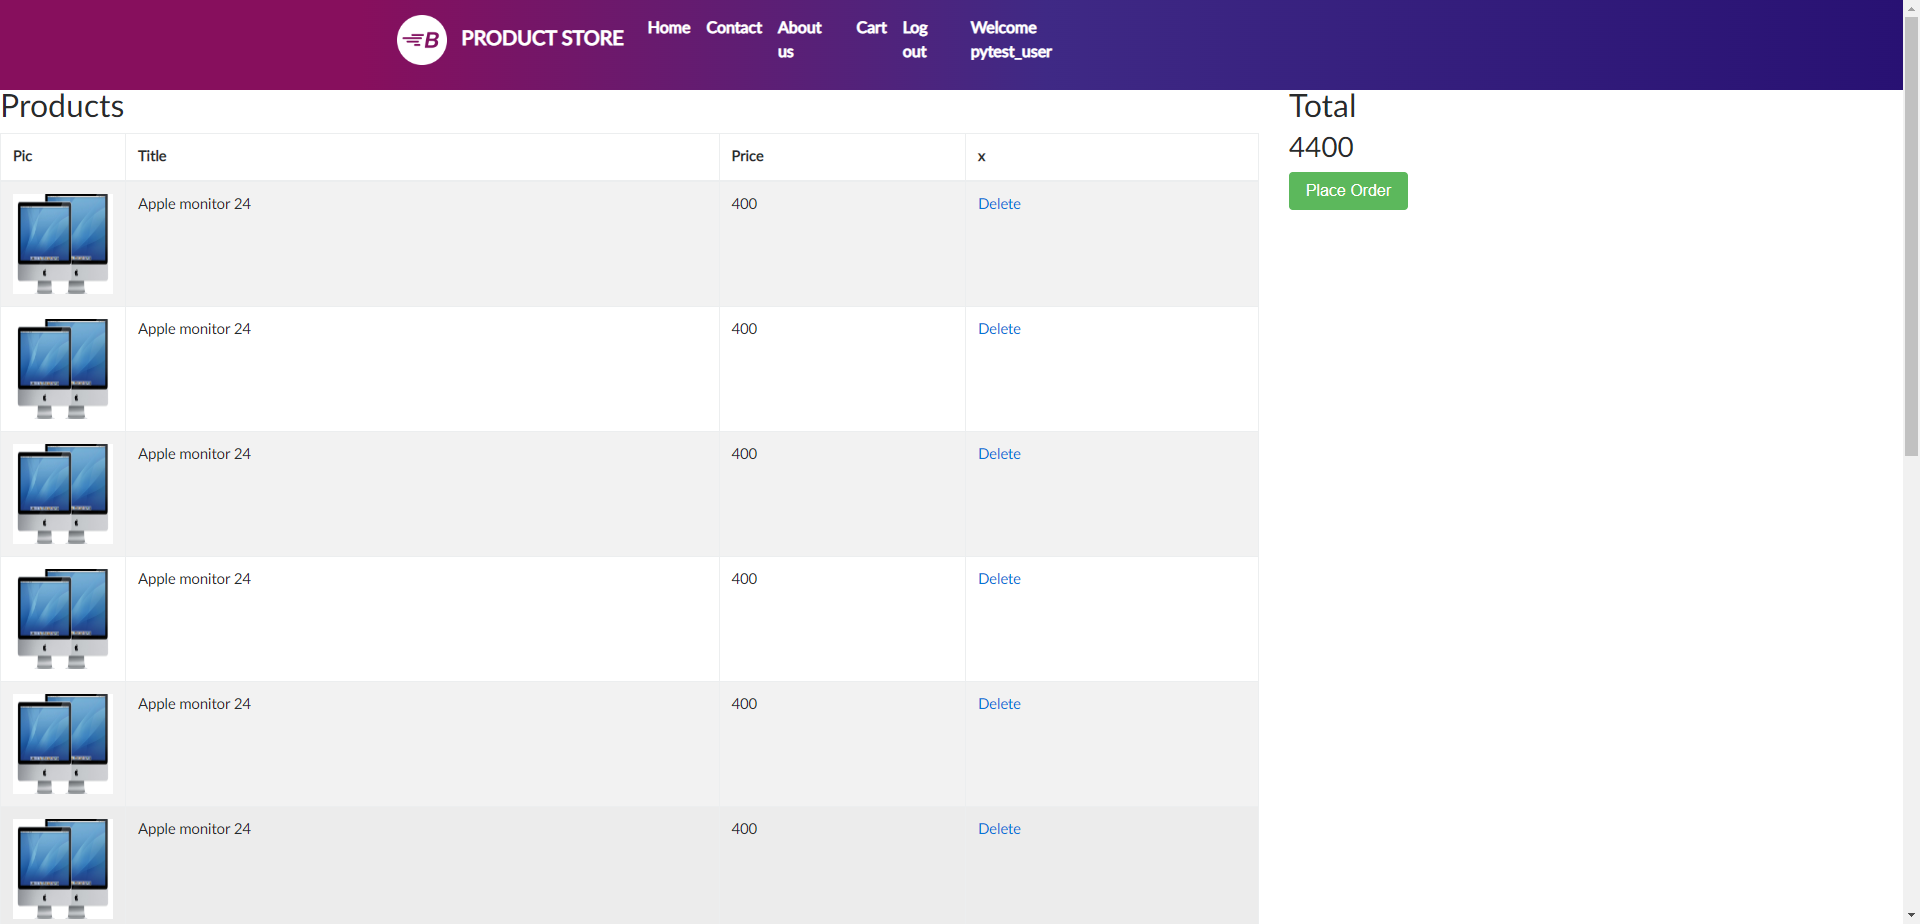 B PRODUCT STORE Home Contact About us Cart Log out Welcome pytest_user
Products
Total
4400
Place Order
Pic Title Price x
Apple monitor 24 400 Delete
Apple monitor 24 400 Delete
Apple monitor 24 400 Delete
Apple monitor 24 400 Delete
Apple monitor 24 400 Delete
Apple monitor 24 400 Delete